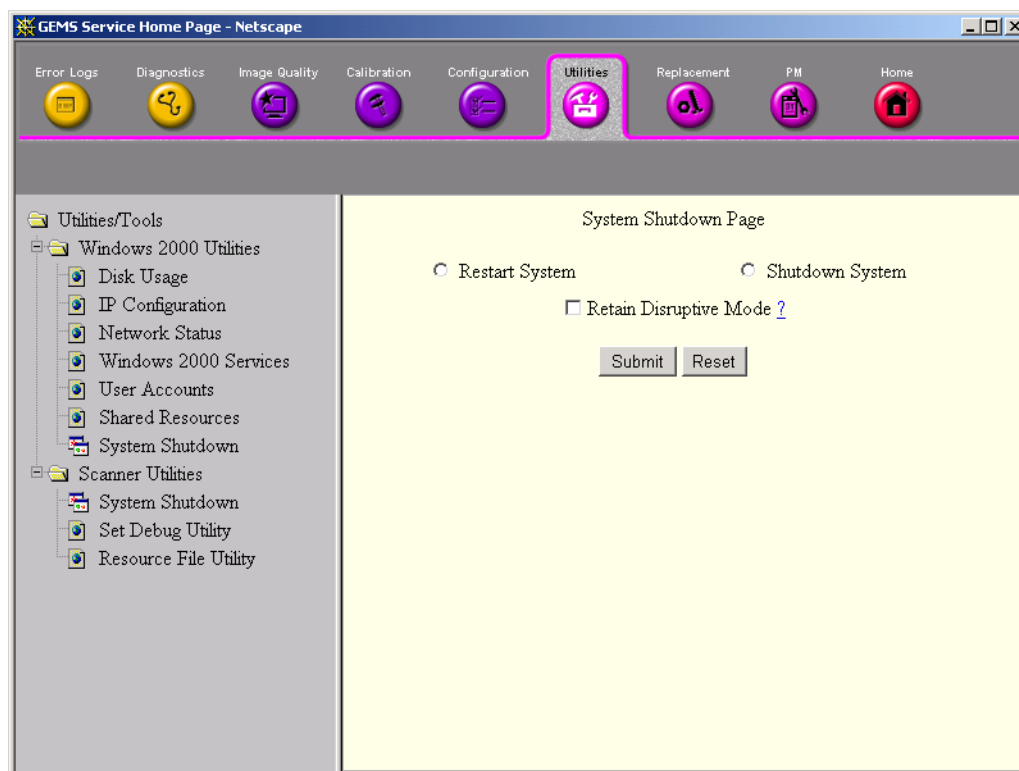 GEMS Service Home Page - Netscape
Error Logs Diagnostics Image Quality Calibration Configuration Utilities Replacement PM Home
Utilities/Tools
Windows 2000 Utilities
Disk Usage
IP Configuration
Network Status
Windows 2000 Services
User Accounts
Shared Resources
System Shutdown
Scanner Utilities
System Shutdown
Set Debug Utility
Resource File Utility
System Shutdown Page
Restart System Shutdown System
Retain Disruptive Mode ?
Submit Reset